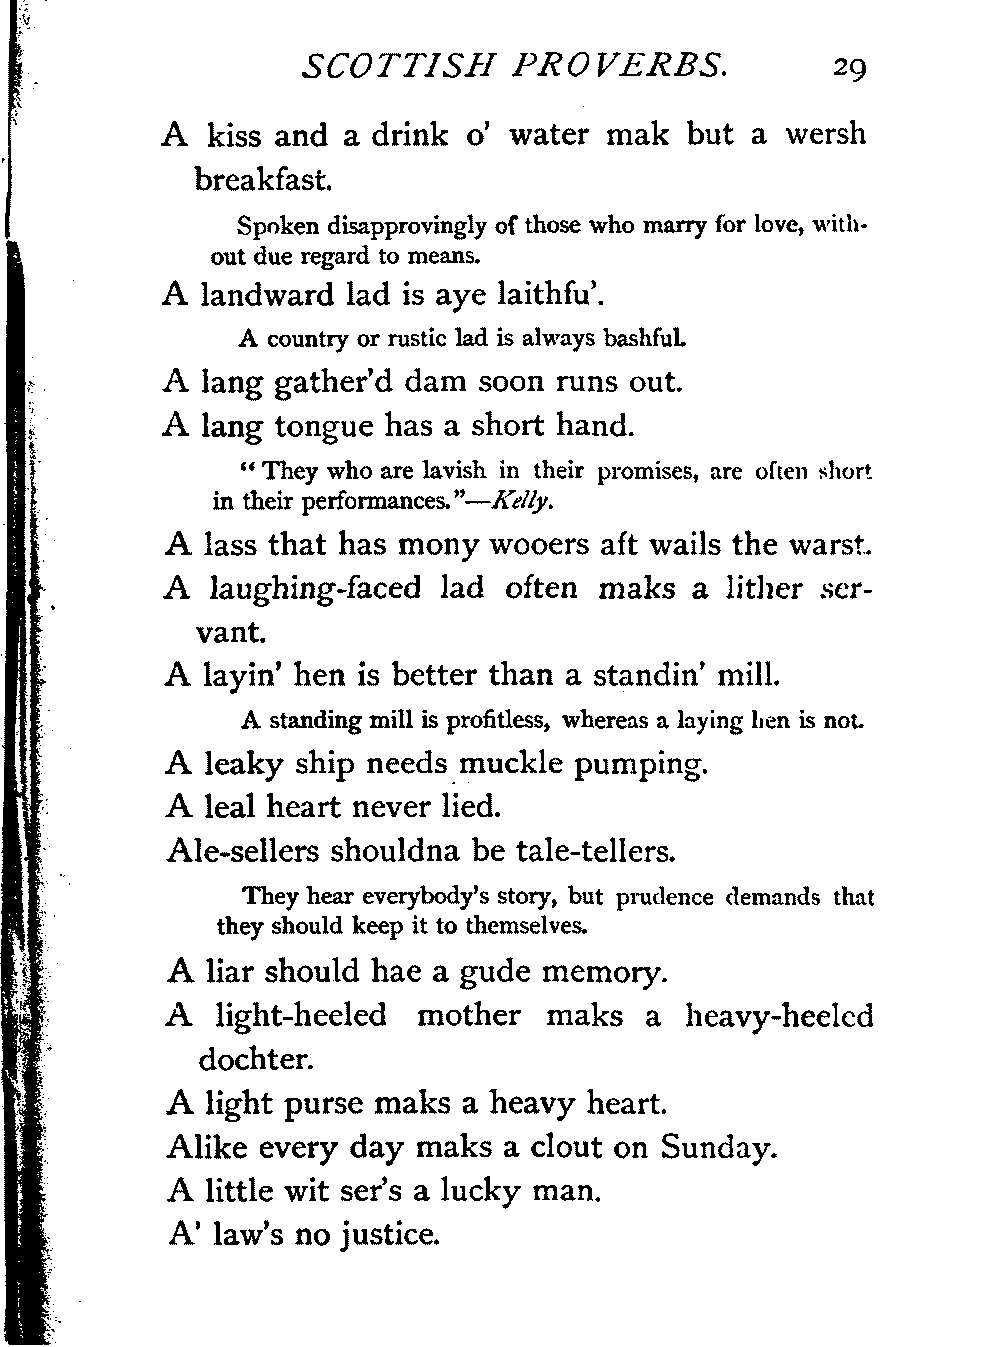 SCOTTISH PROVERBS. 29
A kiss and a drink o' water mak but a wersh
breakfast.
Spoken disapprovingly of those who marry for love, with-
out due regard to means.
A landward lad is aye laithfu'.
A country or rustic lad is always bashful.
A lang gather'd dam soon runs out.
A lang tongue has a short hand.
“They who are lavish in their promises, are often short
in their performances.”—Kelly.
A lass that has mony wooers aft wails the warst.
A laughing-faced lad often maks a lither ser-
vant.
A layin' hen is better than a standin' mill.
A standing mill is profitless, whereas a laying hen is not.
A leaky ship needs muckle pumping.
A leal heart never lied.
Ale-sellers shouldna be tale-tellers.
They hear everybody's story, but prudence demands that
they should keep it to themselves.
A liar should hae a gude memory.
A light-heeled mother maks a heavy-heeled
dochter.
A light purse maks a heavy heart.
Alike every day maks a clout on Sunday.
A little wit ser's a lucky man.
A' law's no justice.